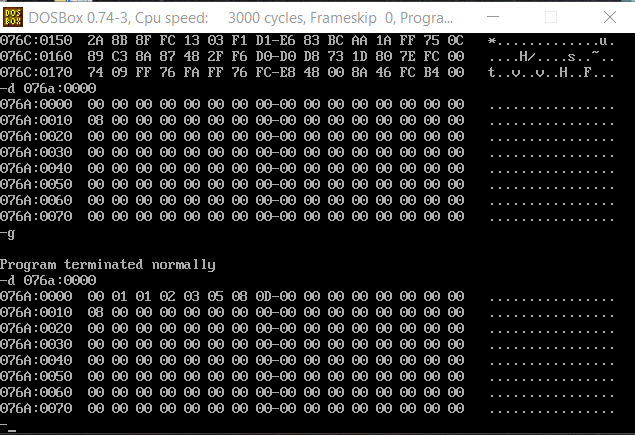 DOSBox 0.74-3, Cpu speed: 3000 cycles, Frameskip 0, Progra...
076C:0150 2A 8B 8F FC 13 03 F1 D1-E6 83 BC AA 1A FF 75 0C *.............u.
076C:0160 89 C3 8A 87 48 2F F6 D0-D0 D8 73 1D 80 7E FC 00 ....H/....s..~..
076C:0170 74 09 FF 76 FA FF 76 FC-E8 48 00 8A 46 FC B4 00 t..v..v..H..F...
-d 076a:0000
076A:0000 00 00 00 00 00 00 00 00-00 00 00 00 00 00 00 00 ................
076A:0010 08 00 00 00 00 00 00 00-00 00 00 00 00 00 00 00 ................
076A:0020 00 00 00 00 00 00 00 00-00 00 00 00 00 00 00 00 ................
076A:0030 00 00 00 00 00 00 00 00-00 00 00 00 00 00 00 00 ................
076A:0040 00 00 00 00 00 00 00 00-00 00 00 00 00 00 00 00 ................
076A:0050 00 00 00 00 00 00 00 00-00 00 00 00 00 00 00 00 ................
076A:0060 00 00 00 00 00 00 00 00-00 00 00 00 00 00 00 00 ................
076A:0070 00 00 00 00 00 00 00 00-00 00 00 00 00 00 00 00 ................
-g
Program terminated normally
-d 076a:0000
076A:0000 00 01 01 02 03 05 08 0D-00 00 00 00 00 00 00 00 ................
076A:0010 08 00 00 00 00 00 00 00-00 00 00 00 00 00 00 00 ................
076A:0020 00 00 00 00 00 00 00 00-00 00 00 00 00 00 00 00 ................
076A:0030 00 00 00 00 00 00 00 00-00 00 00 00 00 00 00 00 ................
076A:0040 00 00 00 00 00 00 00 00-00 00 00 00 00 00 00 00 ................
076A:0050 00 00 00 00 00 00 00 00-00 00 00 00 00 00 00 00 ................
076A:0060 00 00 00 00 00 00 00 00-00 00 00 00 00 00 00 00 ................
076A:0070 00 00 00 00 00 00 00 00-00 00 00 00 00 00 00 00 ................
-_